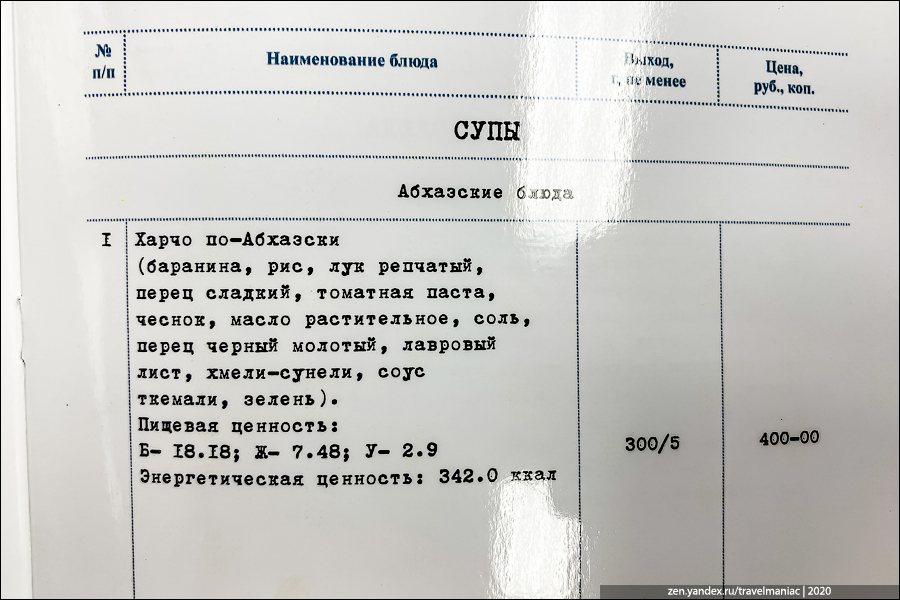 № п/п
Наименование блюда
Выход, г, не менее
Цена, руб., коп.
СУПЫ
Абхазские блюда
I Харчо по-Абхазски
(баранина, рис, лук репчатый,
перец сладкий, томатная паста,
чеснок, масло растительное, соль,
перец черный молотый, лавровый
лист, хмели-сунели, соус
ткемали, зелень).
Пищевая ценность:
Б- I8.I8; Ж- 7.48; У- 2.9
Энергетическая ценность: 342.0 ккал
300/5
400-00
zen.yandex.ru/travelmaniac | 2020